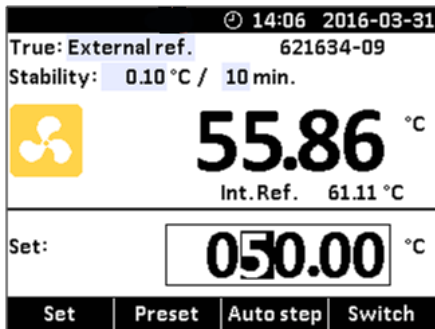 14:06 2016-03-31
True: External ref. 621634-09
Stability: 0.10 °C / 10 min.
55.86 °C
Int. Ref. 61.11 °C
Set: 050.00 °C
Set Preset Auto step Switch